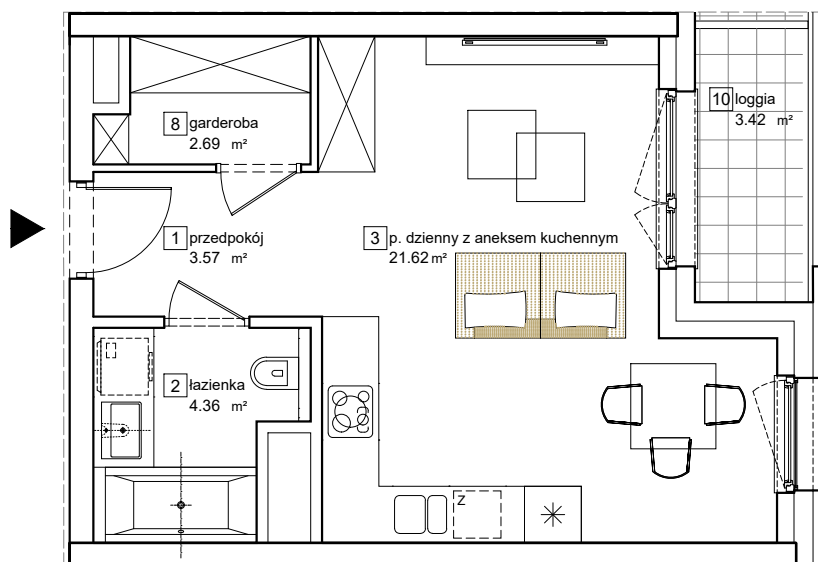 8 garderoba
2.69 m²
10 loggia
3.42 m²
1 przedpokój
3.57 m²
3 p. dzienny z aneksem kuchennym
21.62 m²
2 łazienka
4.36 m²
Z